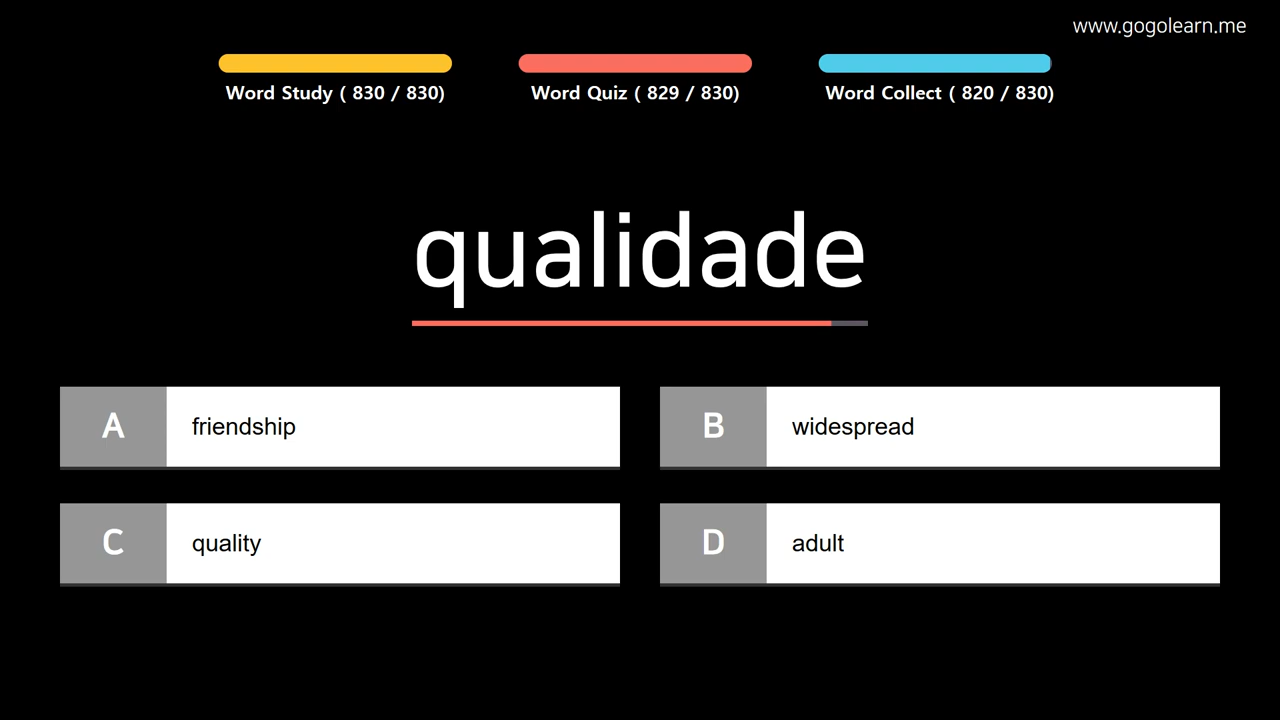 www.gogolearn.me
Word Study ( 830 / 830)
Word Quiz ( 829 / 830)
Word Collect ( 820 / 830)
qualidade
A friendship
B widespread
C quality
D adult